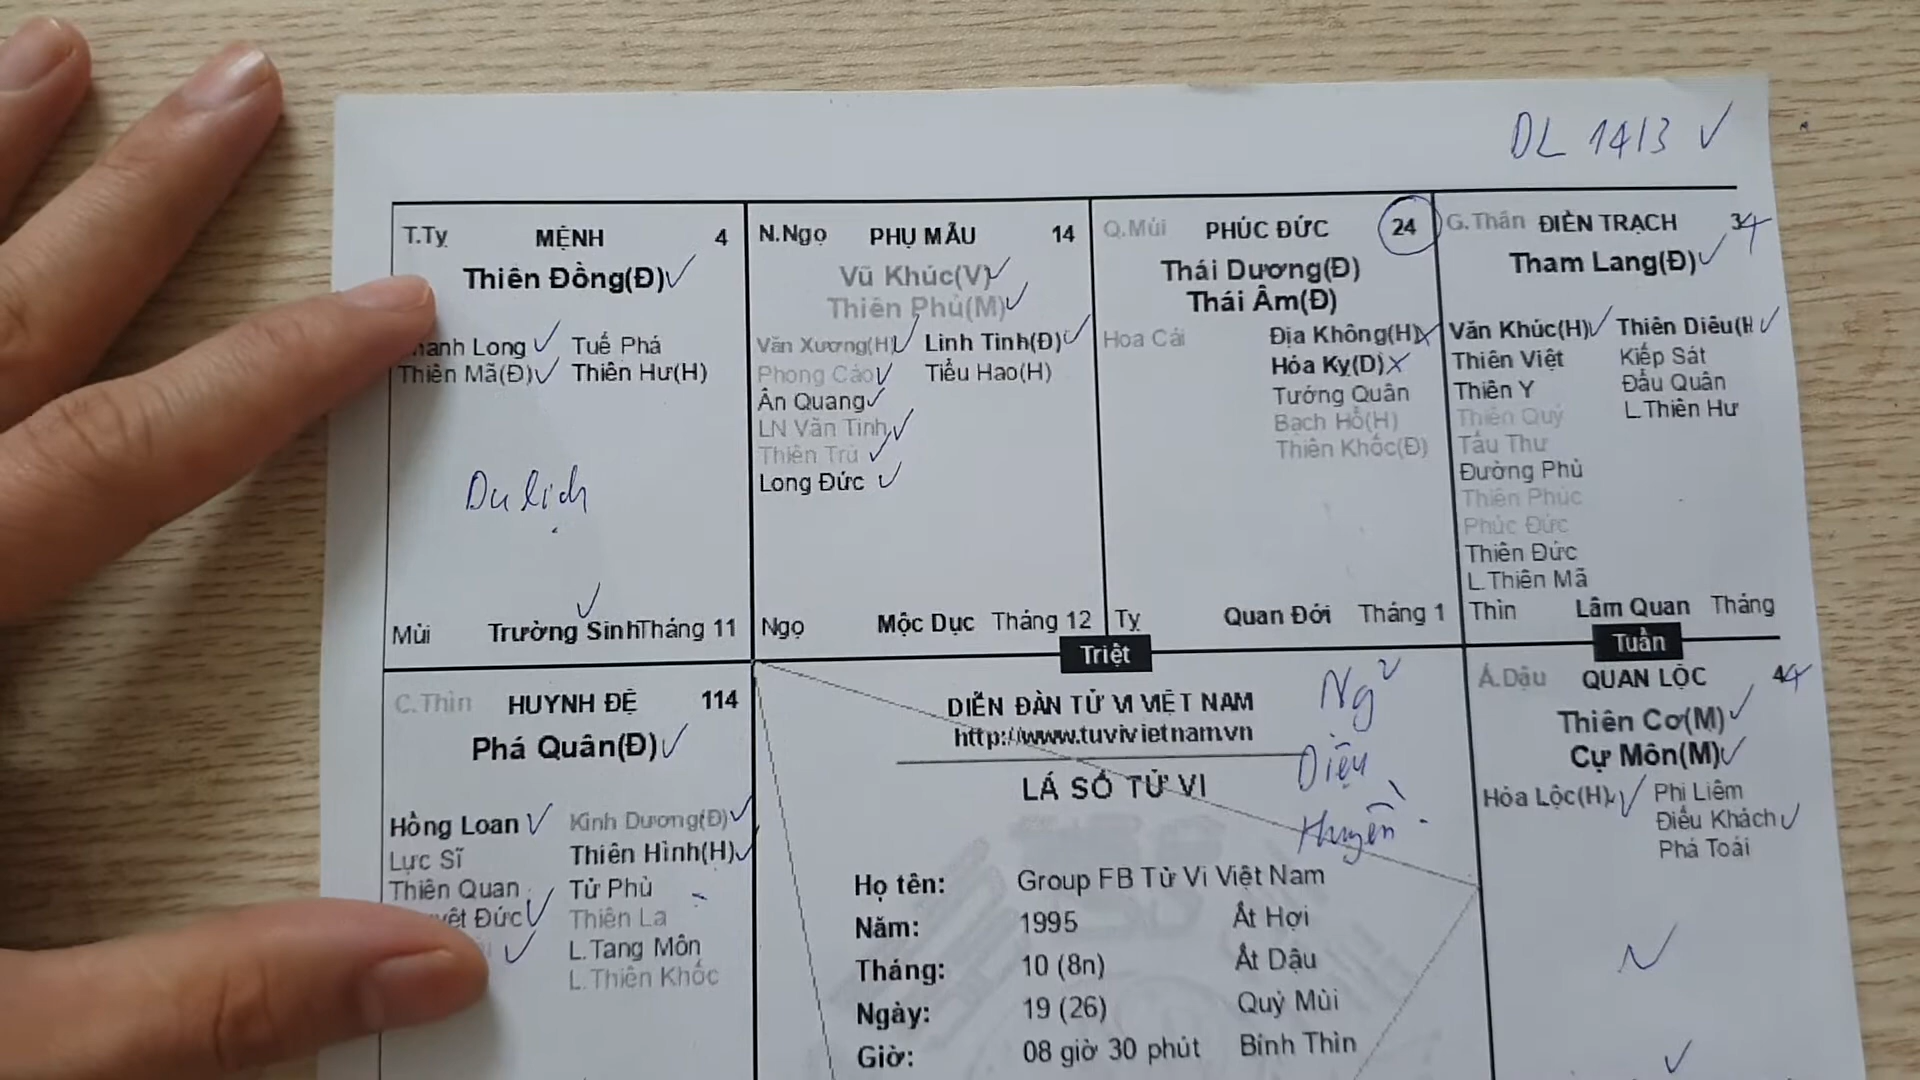 DL 1413
T.Tỵ MỆNH 4
Thiên Đồng(Đ)
Long Tuế Phá
Thiên Mã(Đ) Thiên Hư(H)
Du lịch
Mùi Trường Sinh Tháng 11
N.Ngọ PHỤ MẪU 14
Vũ Khúc(V)
Thiên Phủ(M)
Văn Xương(H) Linh Tinh(Đ)
Phong Cáo Tiểu Hao(H)
Ân Quang
LN Văn Tinh
Thiên Trù
Long Đức
Ngọ Mộc Dục Tháng 12
Q.Mùi PHÚC ĐỨC 24
Thái Dương(Đ)
Thái Âm(Đ)
Hoa Cái Địa Không(H)
Hóa Kỵ(D)
Tướng Quân
Bạch Hổ(H)
Thiên Khốc(Đ)
Tỵ Quan Đới Tháng 1
G.Thân ĐIỀN TRẠCH 34
Tham Lang(Đ)
Văn Khúc(H) Thiên Diêu(H
Thiên Việt Kiếp Sát
Thiên Y Đẩu Quân
Thiên Quý L.Thiên Hư
Tấu Thư
Đường Phù
Thiên Phúc
Phúc Đức
Thiên Đức
L.Thiên Mã
Thìn Lâm Quan Tháng
Triệt
Tuần
C.Thìn HUYNH ĐỆ 114
Phá Quân(Đ)
Hồng Loan Kình Dương(Đ)
Lực Sĩ Thiên Hình(H)
Thiên Quan Tử Phù
Đức Thiên La
L.Tang Môn
L.Thiên Khốc
DIỄN ĐÀN TỬ VI VIỆT NAM
http://www.tuvivietnam.vn
LÁ SỐ TỬ VI
Ng
Diệu
Huyền
Họ tên: Group FB Tử Vi Việt Nam
Năm: 1995 Ất Hợi
Tháng: 10 (8n) Ất Dậu
Ngày: 19 (26) Quý Mùi
Giờ: 08 giờ 30 phút Bính Thìn
Á.Dậu QUAN LỘC 44
Thiên Cơ(M)
Cự Môn(M)
Hóa Lộc(H) Phi Liêm
Điếu Khách
Phá Toái